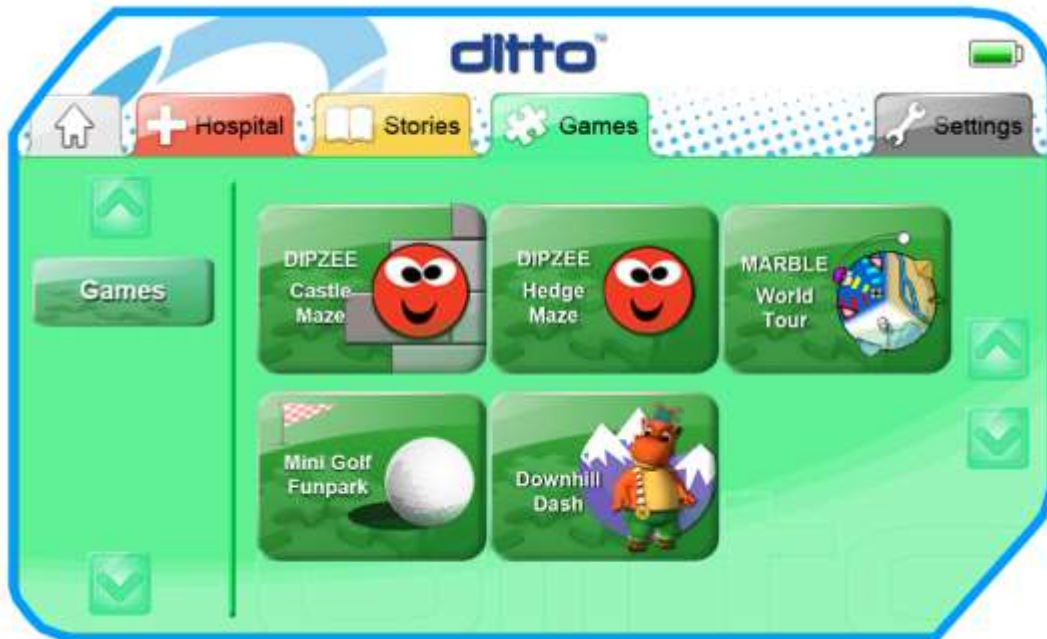 ditto™
Hospital
Stories
Games
Settings
Games
DIPZEE
Castle
Maze
DIPZEE
Hedge
Maze
MARBLE
World
Tour
Mini Golf
Funpark
Downhill
Dash